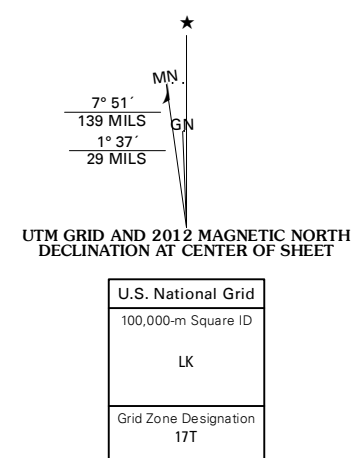 ★
MN
7° 51´
139 MILS
GN
1° 37´
29 MILS
UTM GRID AND 2012 MAGNETIC NORTH
DECLINATION AT CENTER OF SHEET
U.S. National Grid
100,000-m Square ID
LK
Grid Zone Designation
17T